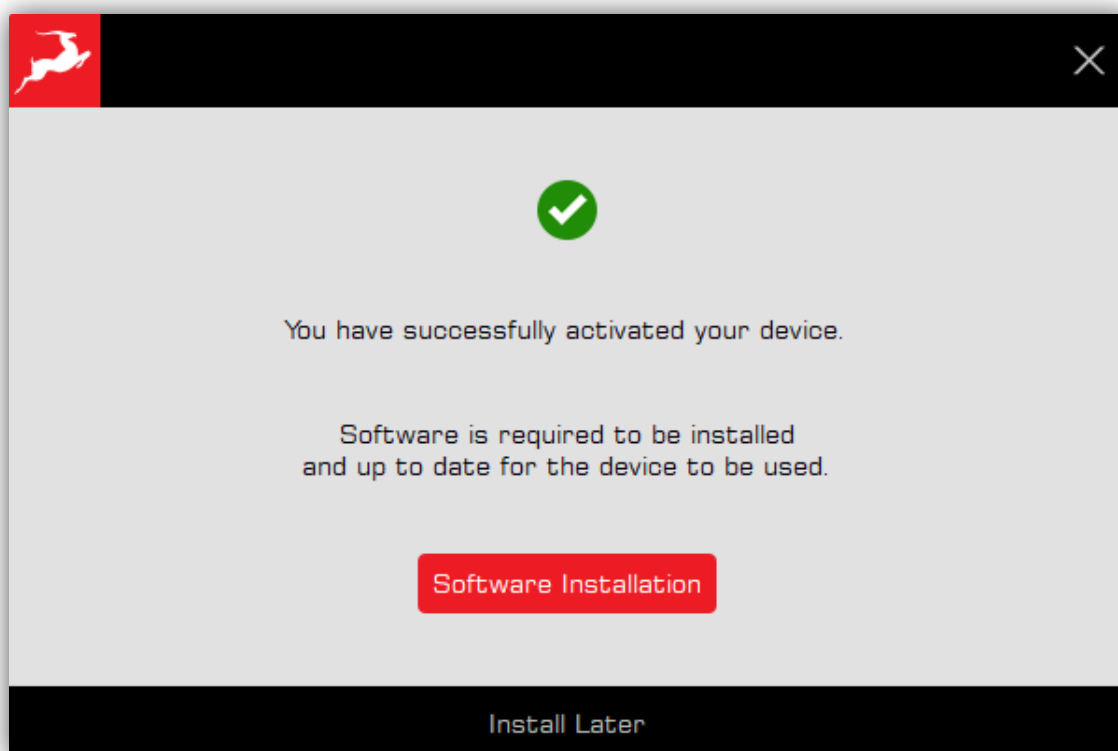 You have successfully activated your device.
Software is required to be installed
and up to date for the device to be used.
Software Installation
Install Later